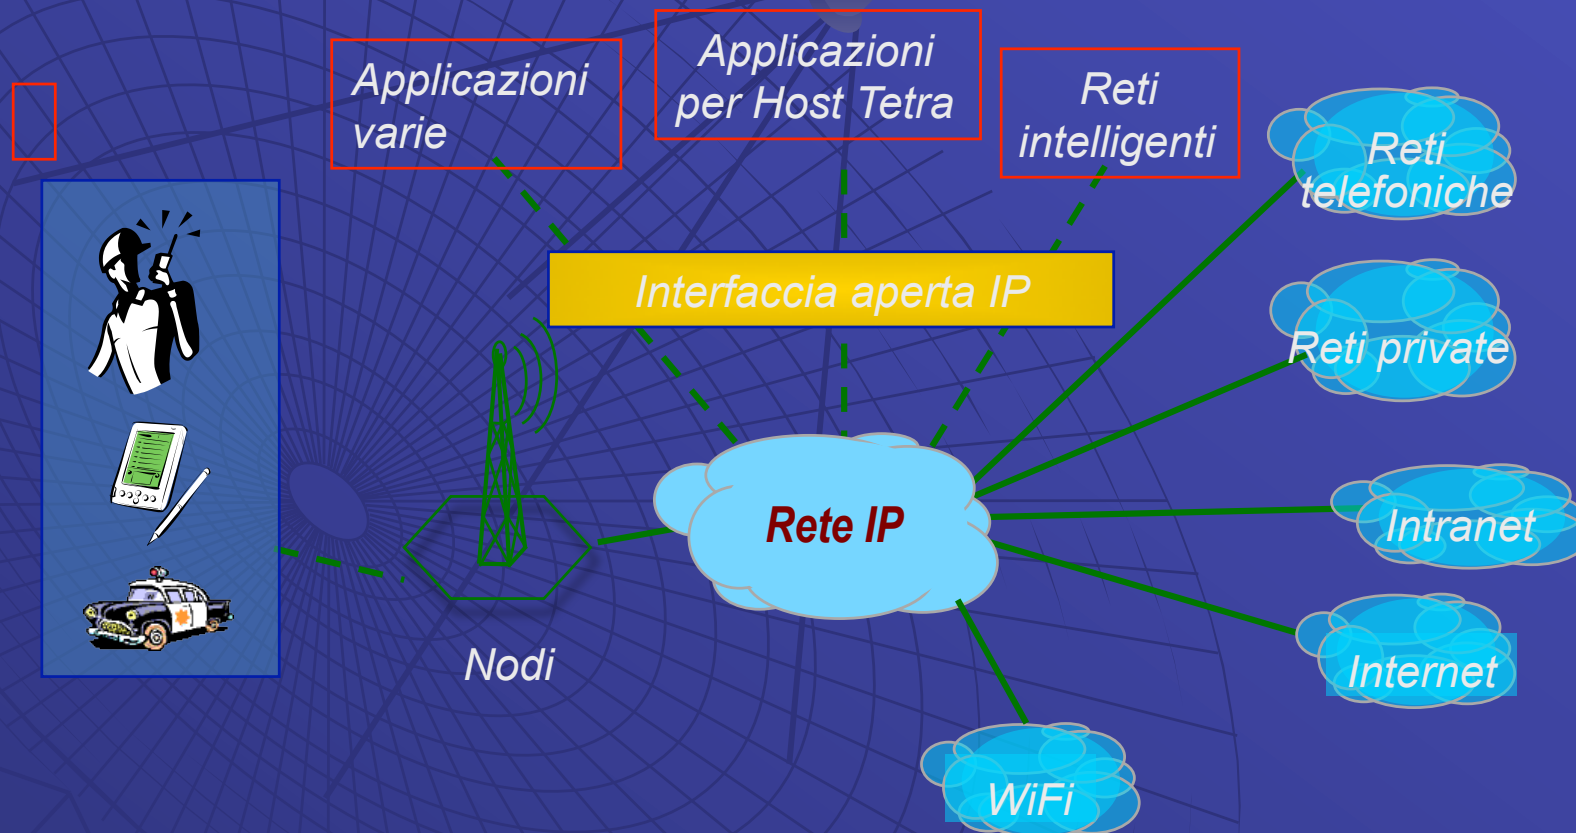 Applicazioni
varie
Applicazioni
per Host Tetra
Reti
intelligenti
Reti
telefoniche
Interfaccia aperta IP
Reti private
Rete IP
Intranet
Nodi
Internet
WiFi